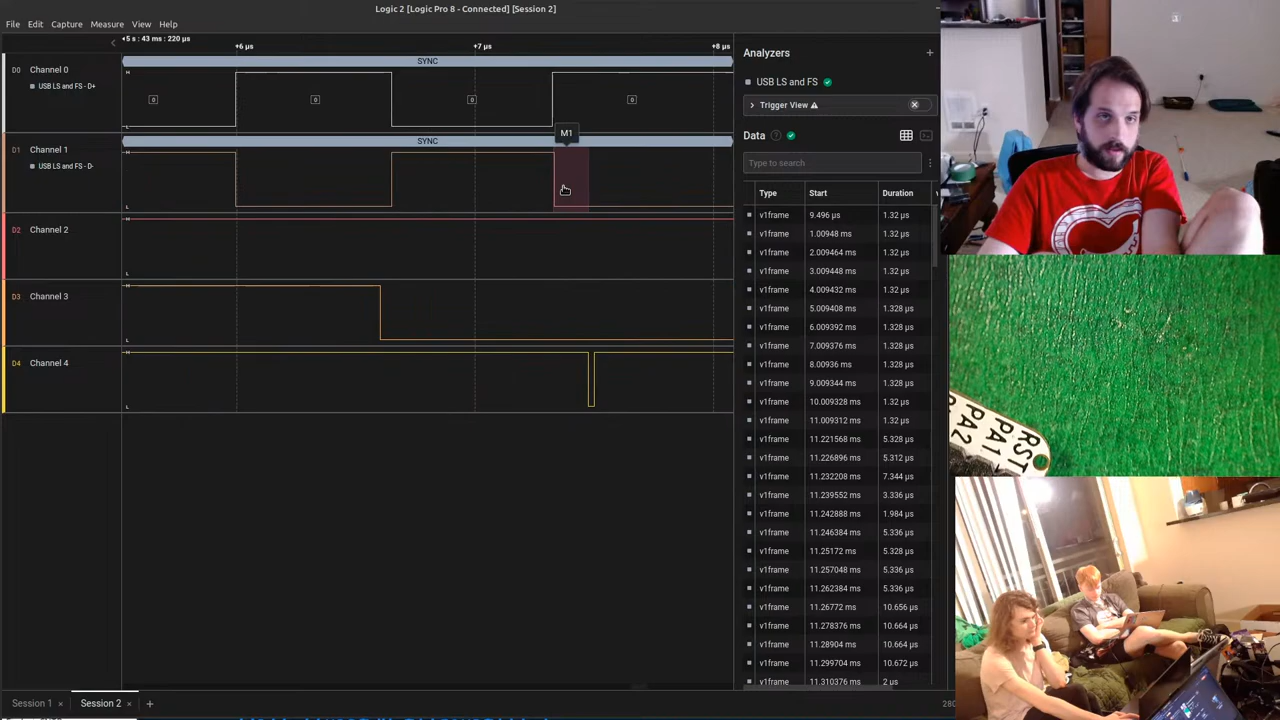 Logic 2 [Logic Pro 8 - Connected] [Session 2]
File Edit Capture Measure View Help
5 s : 43 ms : 220 µs
+6 µs +7 µs +8 µs
D0 Channel 0 H SYNC
USB LS and FS - D+
0 0 0 0
L
D1 Channel 1 H SYNC
USB LS and FS - D-
M1
L
D2 Channel 2 H
L
D3 Channel 3 H
L
D4 Channel 4 H
L
Analyzers +
USB LS and FS
Trigger View
Data
Type to search
Type Start Duration
v1frame 9.496 µs 1.32 µs
v1frame 1.00948 ms 1.32 µs
v1frame 2.009464 ms 1.32 µs
v1frame 3.009448 ms 1.32 µs
v1frame 4.009432 ms 1.32 µs
v1frame 5.009408 ms 1.328 µs
v1frame 6.009392 ms 1.328 µs
v1frame 7.009376 ms 1.328 µs
v1frame 8.00936 ms 1.328 µs
v1frame 9.009344 ms 1.328 µs
v1frame 10.009328 ms 1.32 µs
v1frame 11.009312 ms 1.32 µs
v1frame 11.221568 ms 5.328 µs
v1frame 11.226896 ms 5.312 µs
v1frame 11.232208 ms 7.344 µs
v1frame 11.239552 ms 3.336 µs
v1frame 11.242888 ms 1.984 µs
v1frame 11.246384 ms 5.336 µs
v1frame 11.25172 ms 5.328 µs
v1frame 11.257048 ms 5.336 µs
v1frame 11.262384 ms 5.336 µs
v1frame 11.26772 ms 10.656 µs
v1frame 11.278376 ms 10.664 µs
v1frame 11.28904 ms 10.664 µs
v1frame 11.299704 ms 10.672 µs
v1frame 11.310376 ms 2 µs
RST
PA1
PA2
Session 1 × Session 2 × +
280